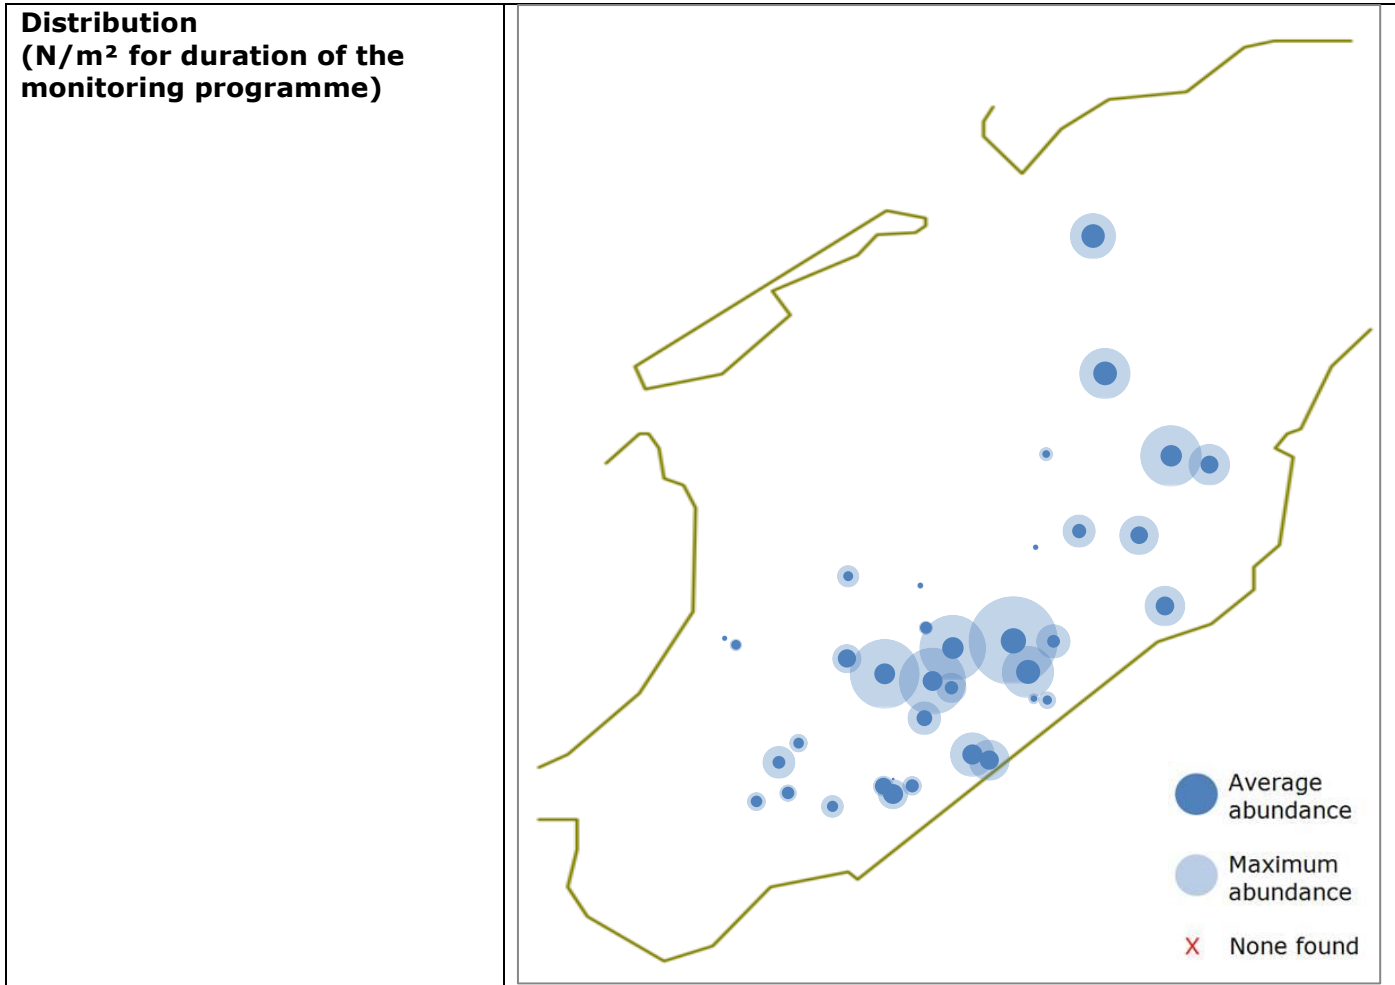 Distribution
(N/m² for duration of the
monitoring programme)
Average
abundance
Maximum
abundance
X None found